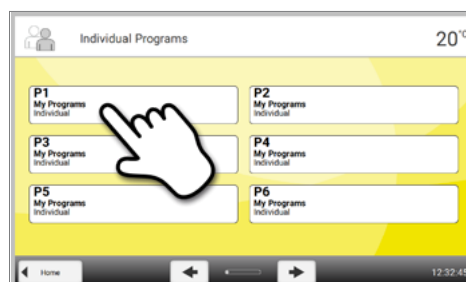 Individual Programs
20°C
P1
My Programs
Individual
P2
My Programs
Individual
P3
My Programs
Individual
P4
My Programs
Individual
P5
My Programs
Individual
P6
My Programs
Individual
Home
12:32:45